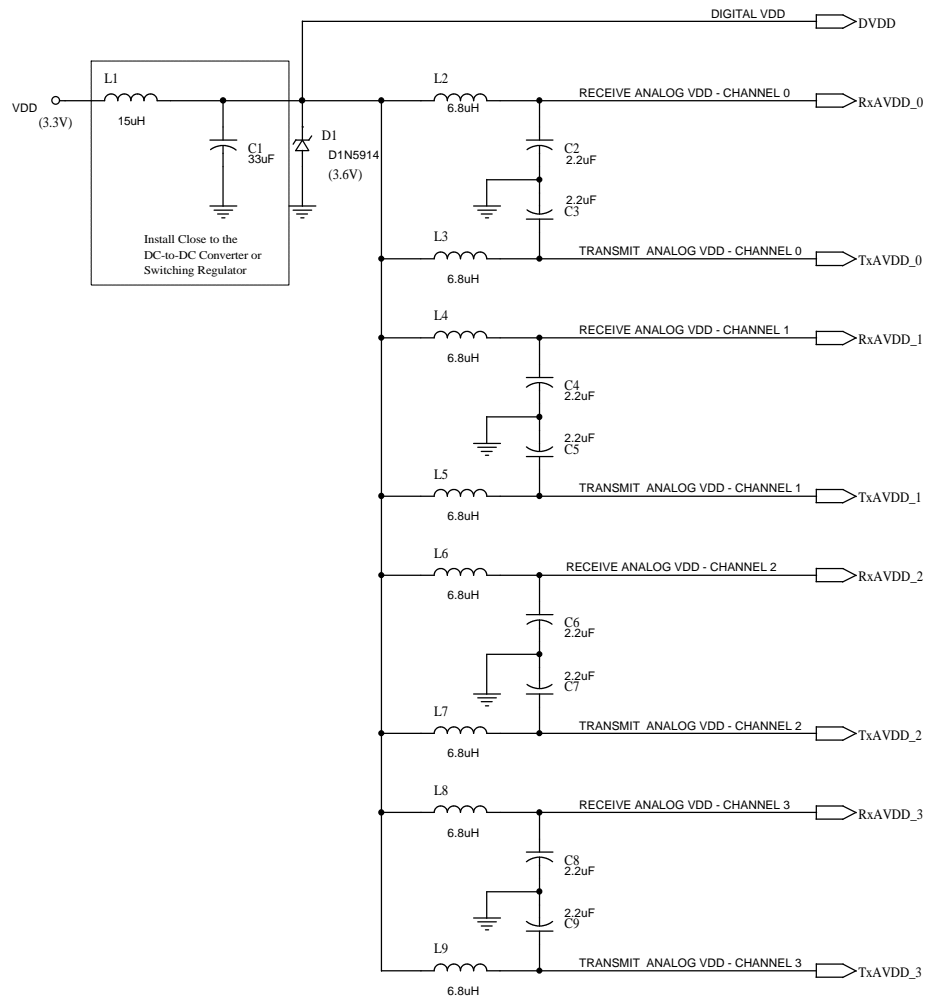 DIGITAL VDD
DVDD
L1
VDD
(3.3V)
15uH
C1
33uF
D1
D1N5914
(3.6V)
Install Close to the
DC-to-DC Converter or
Switching Regulator
L2
6.8uH
RECEIVE ANALOG VDD - CHANNEL 0
RxAVDD_0
C2
2.2uF
2.2uF
C3
L3
6.8uH
TRANSMIT ANALOG VDD - CHANNEL 0
TxAVDD_0
L4
6.8uH
RECEIVE ANALOG VDD - CHANNEL 1
RxAVDD_1
C4
2.2uF
2.2uF
C5
L5
6.8uH
TRANSMIT ANALOG VDD - CHANNEL 1
TxAVDD_1
L6
6.8uH
RECEIVE ANALOG VDD - CHANNEL 2
RxAVDD_2
C6
2.2uF
2.2uF
C7
L7
6.8uH
TRANSMIT ANALOG VDD - CHANNEL 2
TxAVDD_2
L8
6.8uH
RECEIVE ANALOG VDD - CHANNEL 3
RxAVDD_3
C8
2.2uF
2.2uF
C9
L9
6.8uH
TRANSMIT ANALOG VDD - CHANNEL 3
TxAVDD_3